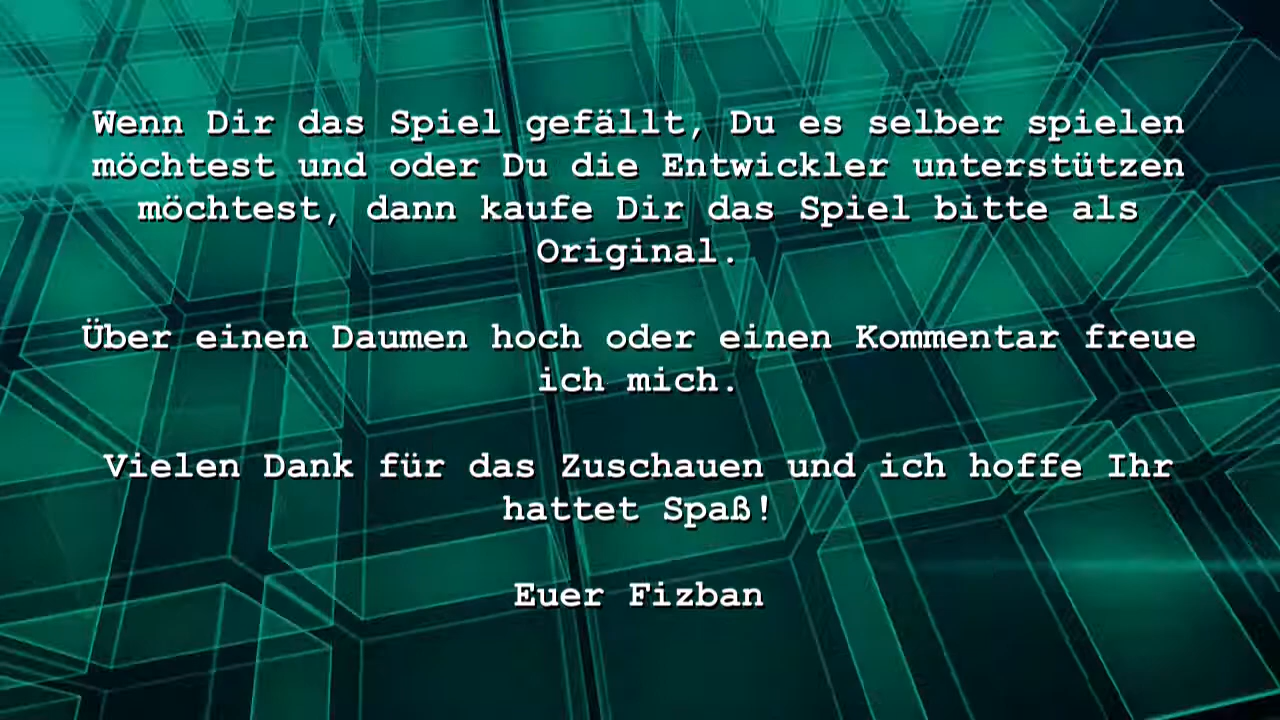 Wenn Dir das Spiel gefällt, Du es selber spielen
möchtest und oder Du die Entwickler unterstützen
möchtest, dann kaufe Dir das Spiel bitte als
Original.
Über einen Daumen hoch oder einen Kommentar freue
ich mich.
Vielen Dank für das Zuschauen und ich hoffe Ihr
hattet Spaß!
Euer Fizban